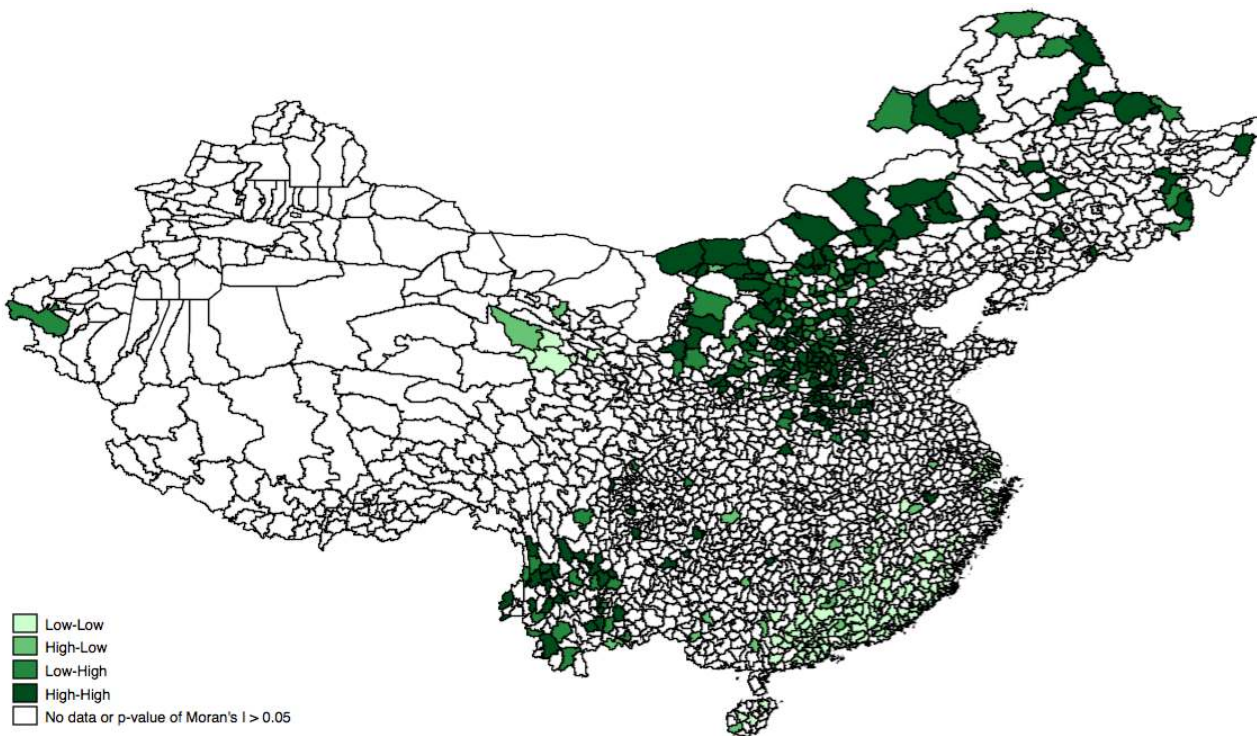 Low-Low
High-Low
Low-High
High-High
No data or p-value of Moran's I > 0.05